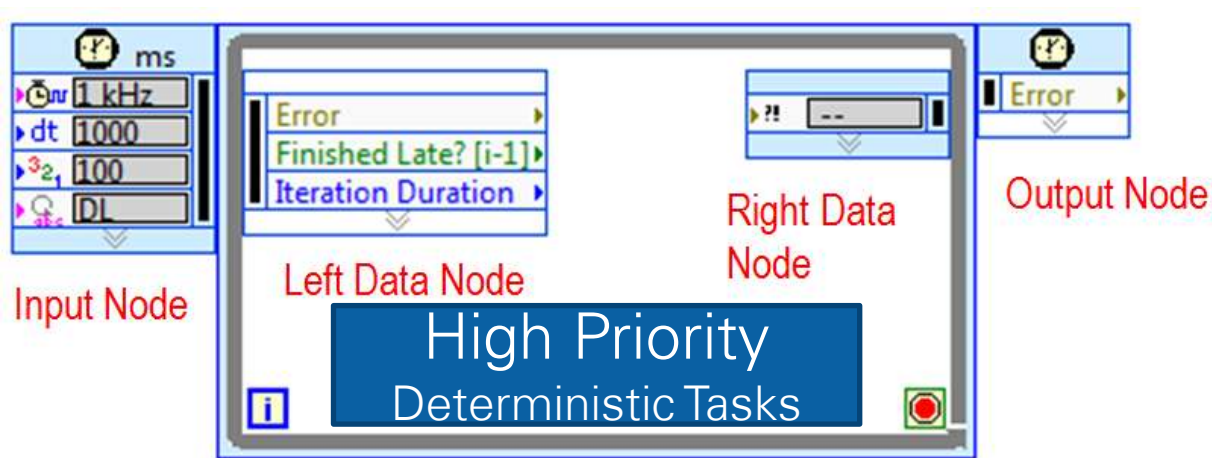 ms
1 kHz
dt 1000
321 100
DL
Input Node
Error
Finished Late? [i-1]
Iteration Duration
Left Data Node
?! --
Right Data
Node
Error
Output Node
High Priority
Deterministic Tasks
i